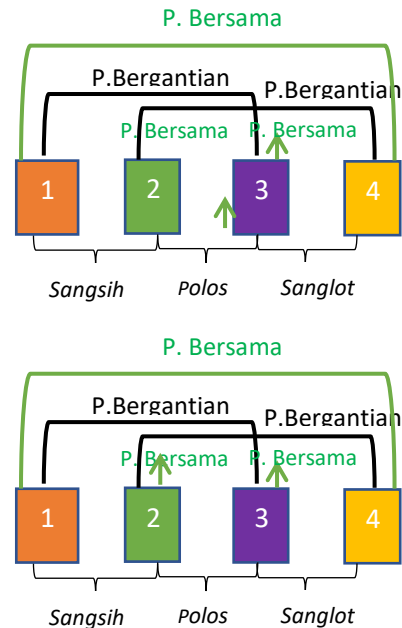 P. Bersama
P.Bergantian
P.Bergantian
P. Bersama P. Bersama
1 2 3 4
Sangsih Polos Sanglot
P. Bersama
P.Bergantian
P.Bergantian
P. Bersama P. Bersama
1 2 3 4
Sangsih Polos Sanglot